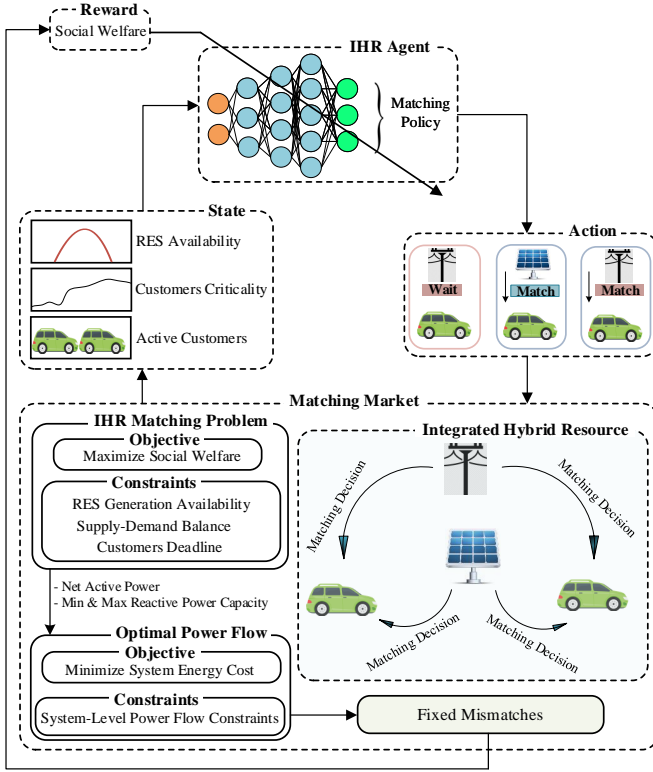 Reward
Social Welfare
IHR Agent
Matching
Policy
State
RES Availability
Customers Criticality
Active Customers
Action
Wait
Match
Match
Matching Market
IHR Matching Problem
Objective
Maximize Social Welfare
Constraints
RES Generation Availability
Supply-Demand Balance
Customers Deadline
- Net Active Power
- Min & Max Reactive Power Capacity
Optimal Power Flow
Objective
Minimize System Energy Cost
Constraints
System-Level Power Flow Constraints
Integrated Hybrid Resource
Matching Decision
Matching Decision
Matching Decision
Matching Decision
Fixed Mismatches